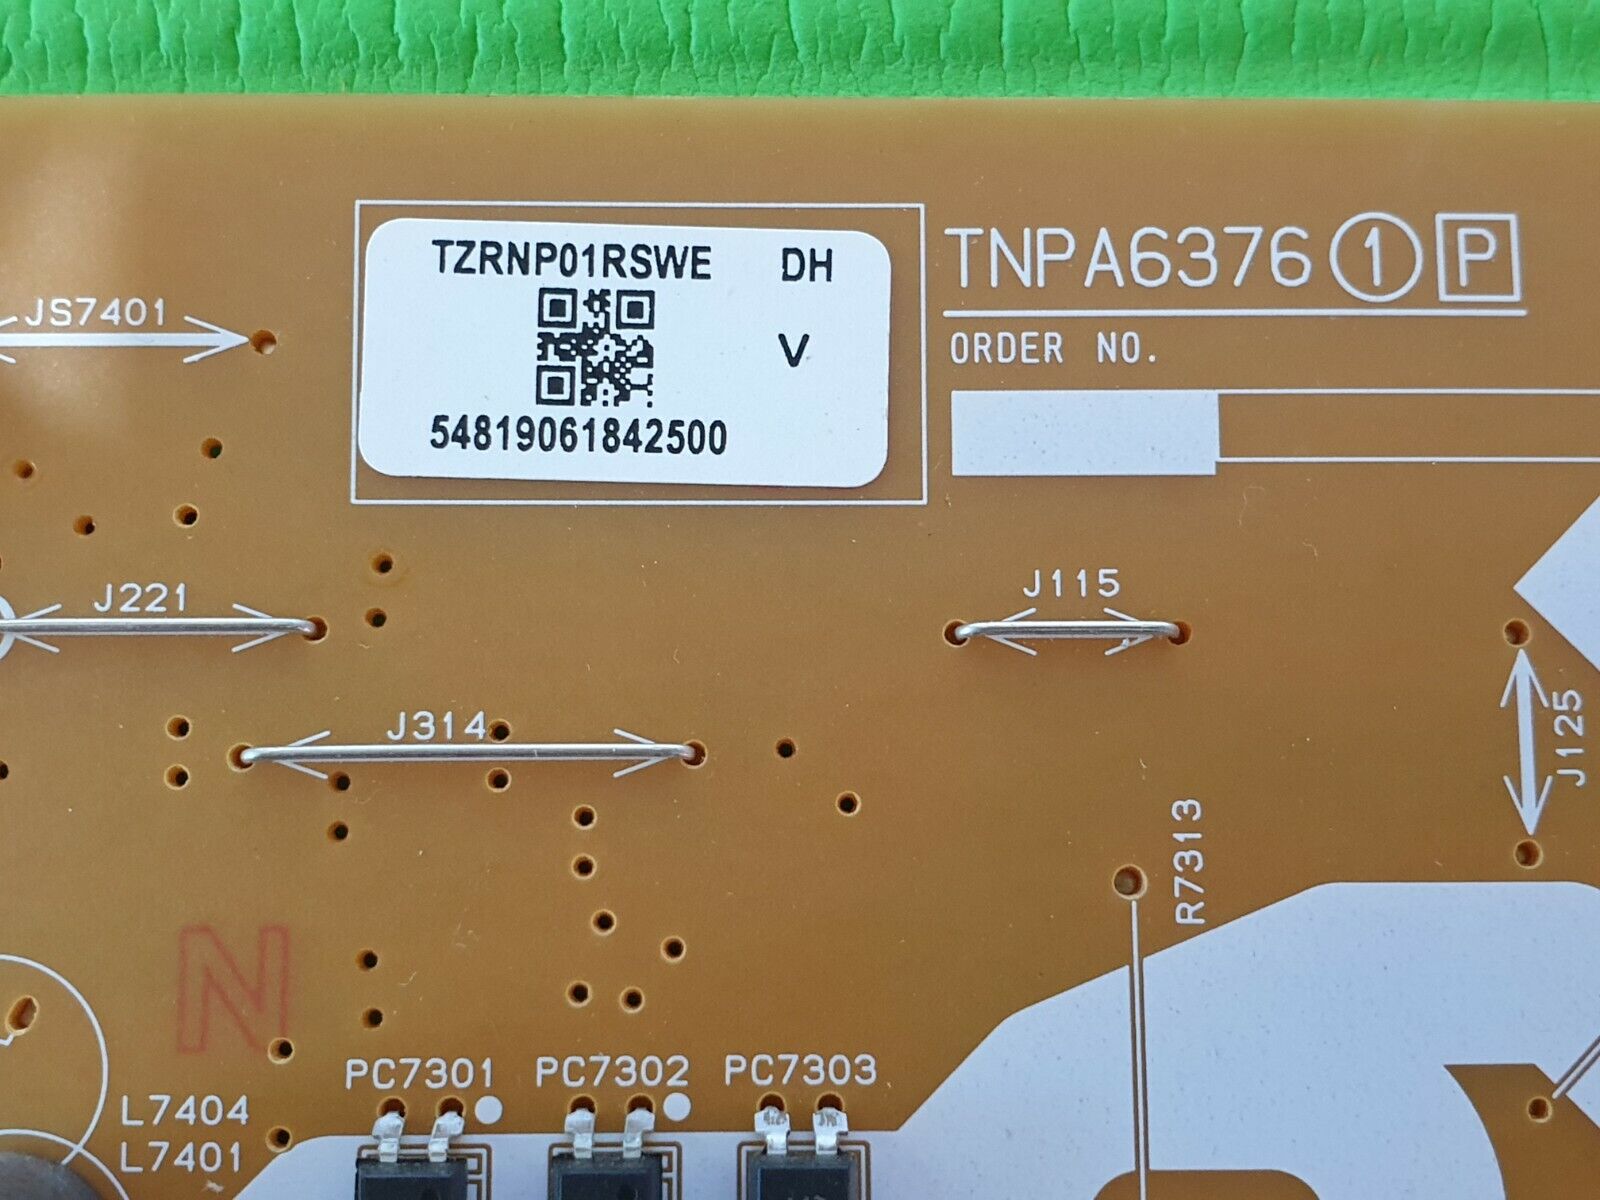 TZRNP01RSWE DH
V
54819061842500
TNPA6376 1 P
ORDER NO.
JS7401
J221
J115
J314
J125
R7313
N
PC7301 PC7302 PC7303
L7404
L7401